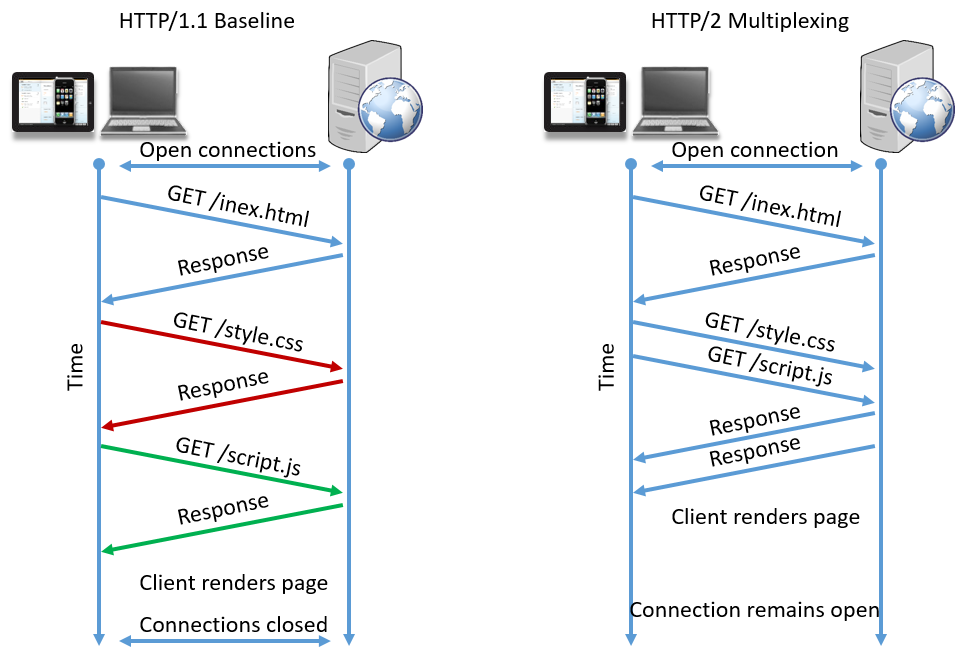 HTTP/1.1 Baseline
Open connections
GET /inex.html
Response
GET /style.css
Response
Time
GET /script.js
Response
Client renders page
Connections closed
HTTP/2 Multiplexing
Open connection
GET /inex.html
Response
GET /style.css
GET /script.js
Time
Response
Response
Client renders page
Connection remains open